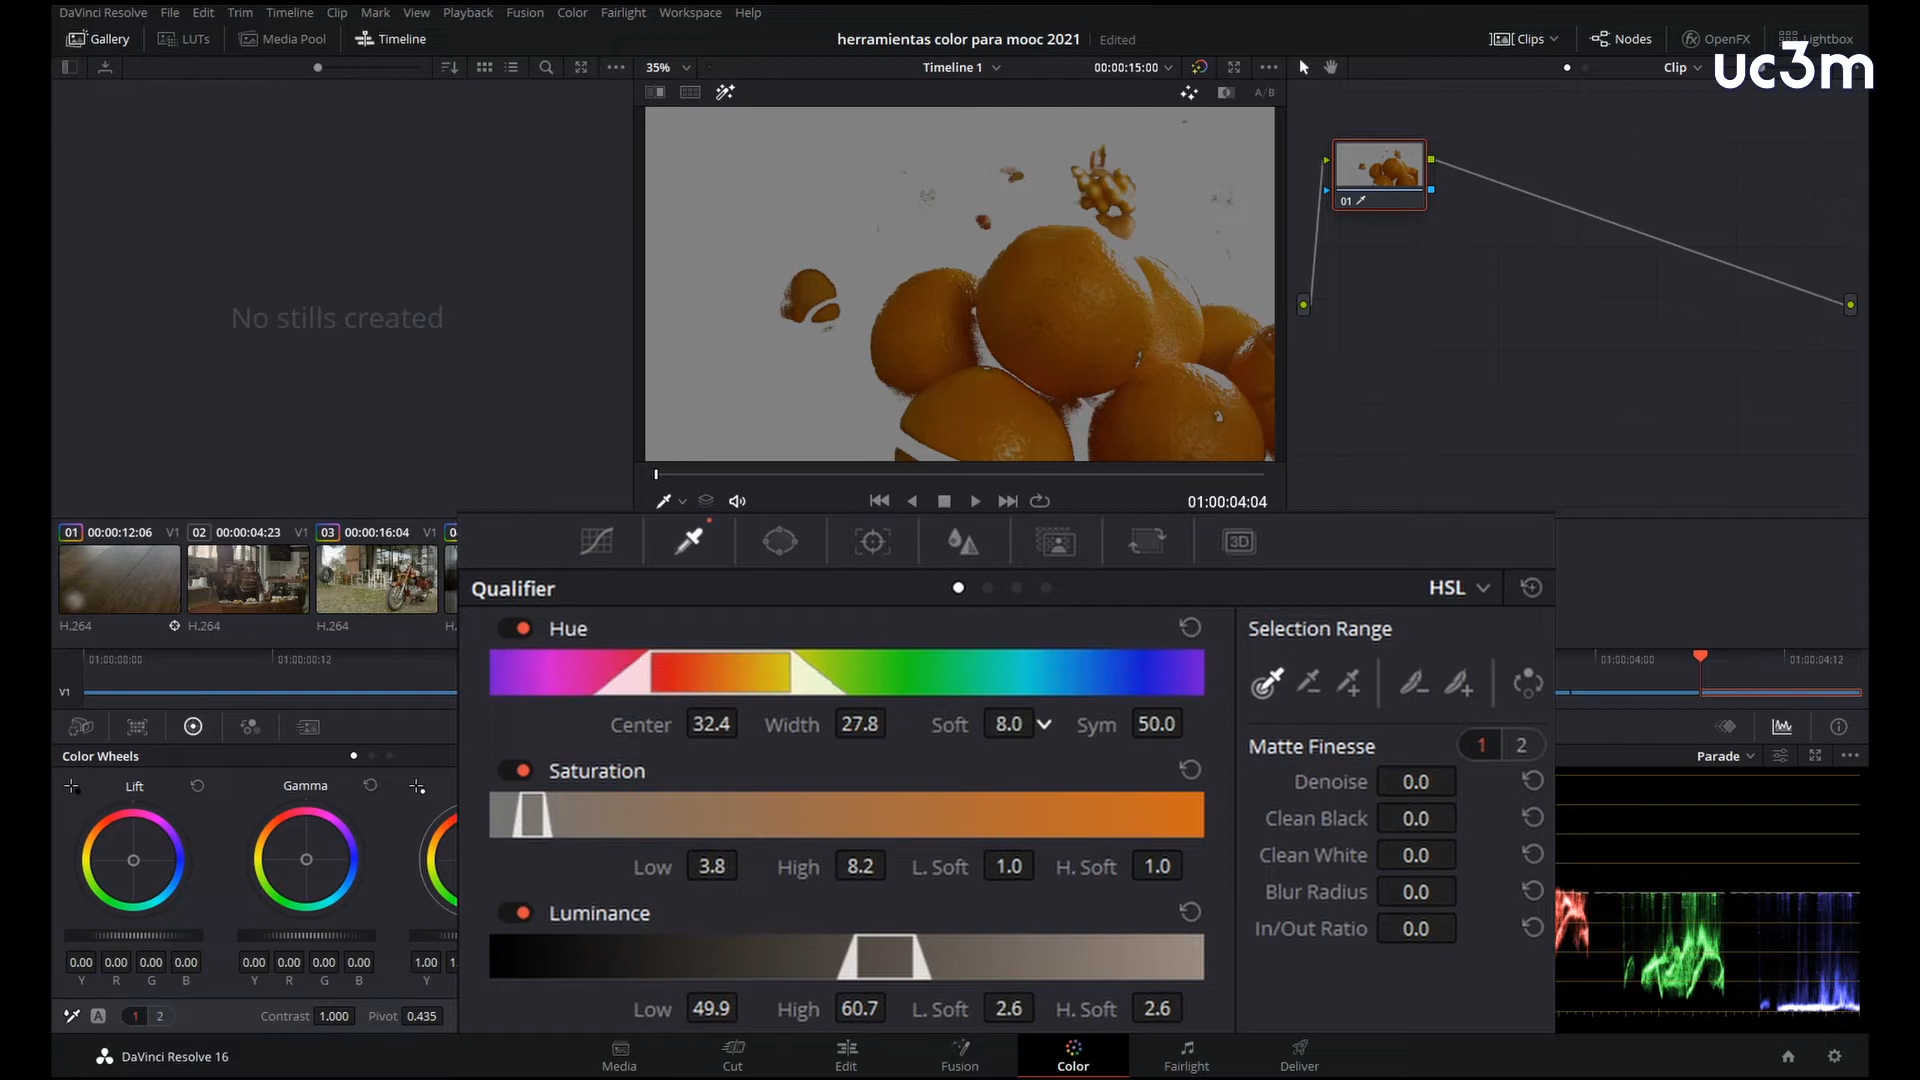 DaVinci Resolve File Edit Trim Timeline Clip Mark View Playback Fusion Color Fairlight Workspace Help
Gallery LUTs Media Pool Timeline herramientas color para mooc 2021 Edited Clips Nodes OpenFX Lightbox
35% Timeline 1 00:00:15:00 Clip
uc3m
A/B
01
No stills created
01:00:04:04
01 00:00:12:06 V1 02 00:00:04:23 V1 03 00:00:16:04 V1
H.264 H.264 H.264 H.
01:00:00:00 01:00:00:12 01:00:04:00 01:00:04:12
V1
3D
Qualifier HSL
Hue
Center 32.4 Width 27.8 Soft 8.0 Sym 50.0
Saturation
Low 3.8 High 8.2 L. Soft 1.0 H. Soft 1.0
Luminance
Low 49.9 High 60.7 L. Soft 2.6 H. Soft 2.6
Selection Range
Matte Finesse 1 2
Denoise 0.0
Clean Black 0.0
Clean White 0.0
Blur Radius 0.0
In/Out Ratio 0.0
Color Wheels
Lift Gamma
0.00 0.00 0.00 0.00 0.00 0.00 0.00 0.00 1.00
Y R G B Y R G B Y
A 1 2 Contrast 1.000 Pivot 0.435
Parade
DaVinci Resolve 16 Media Cut Edit Fusion Color Fairlight Deliver